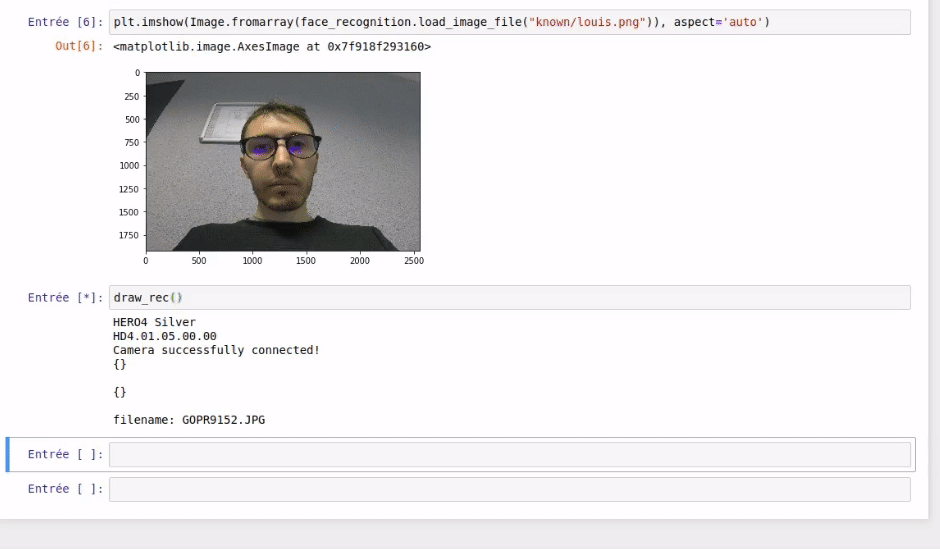 Entrée [6]: plt.imshow(Image.fromarray(face_recognition.load_image_file("known/louis.png")), aspect='auto')
Out[6]: <matplotlib.image.AxesImage at 0x7f918f293160>
0
250
500
750
1000
1250
1500
1750
0 500 1000 1500 2000 2500
Entrée [*]: draw_rec()
HERO4 Silver
HD4.01.05.00.00
Camera successfully connected!
{}
{}
filename: GOPR9152.JPG
Entrée [ ]:
Entrée [ ]: